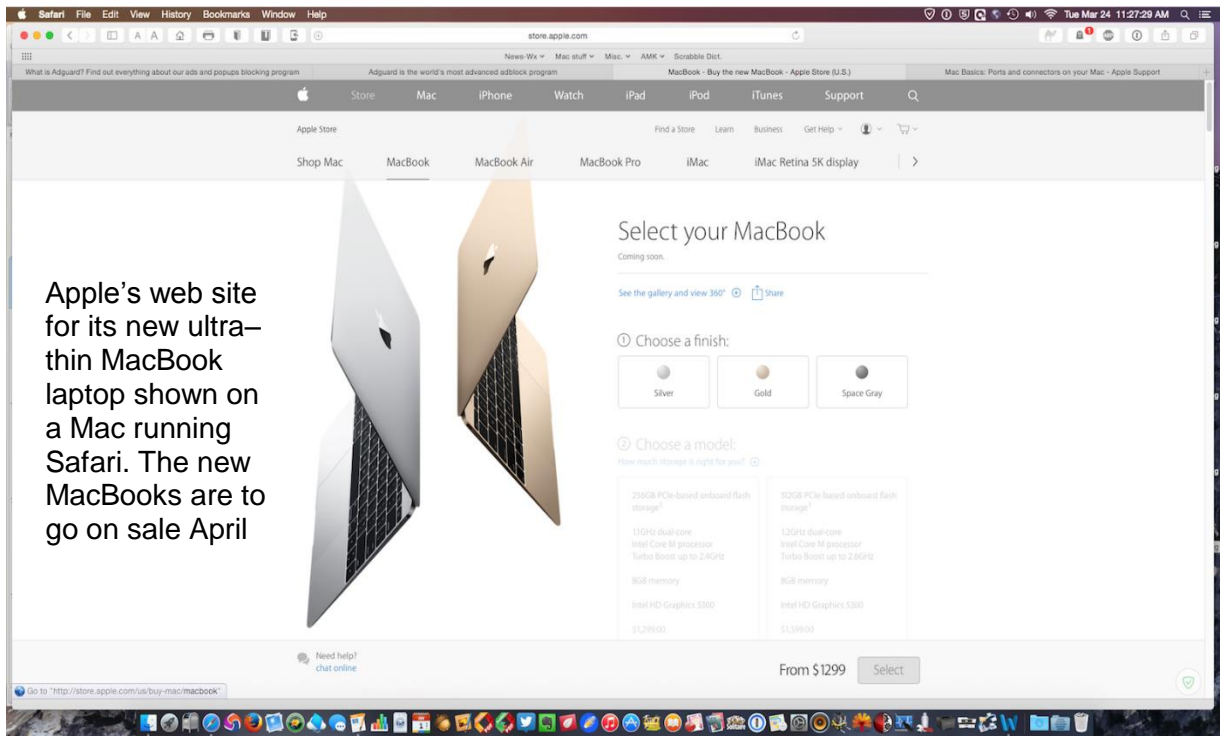 Safari File Edit View History Bookmarks Window Help
Tue Mar 24 11:27:29 AM
A A
store.apple.com
News-Wx Mac stuff Misc. AMK Scrabble Dict.
What is Adguard? Find out everything about our ads and popups blocking program
Adguard is the world's most advanced adblock program
MacBook - Buy the new MacBook - Apple Store (U.S.)
Mac Basics: Ports and connectors on your Mac - Apple Support
Store Mac iPhone Watch iPad iPod iTunes Support
Apple Store
Find a Store Learn Business Get Help
Shop Mac MacBook MacBook Air MacBook Pro iMac iMac Retina 5K display
Apple’s web site
for its new ultra–
thin MacBook
laptop shown on
a Mac running
Safari. The new
MacBooks are to
go on sale April
Select your MacBook
Coming soon.
See the gallery and view 360° Share
1 Choose a finish:
Silver
Gold
Space Gray
2 Choose a model:
How much storage is right for you?
256GB PCIe-based onboard flash
storage1
1.1GHz dual-core
Intel Core M processor
Turbo Boost up to 2.4GHz
8GB memory
Intel HD Graphics 5300
$1,299.00
512GB PCIe-based onboard flash
storage1
1.2GHz dual-core
Intel Core M processor
Turbo Boost up to 2.6GHz
8GB memory
Intel HD Graphics 5300
$1,599.00
Need help?
chat online
From $1299 Select
Go to "http://store.apple.com/us/buy-mac/macbook"